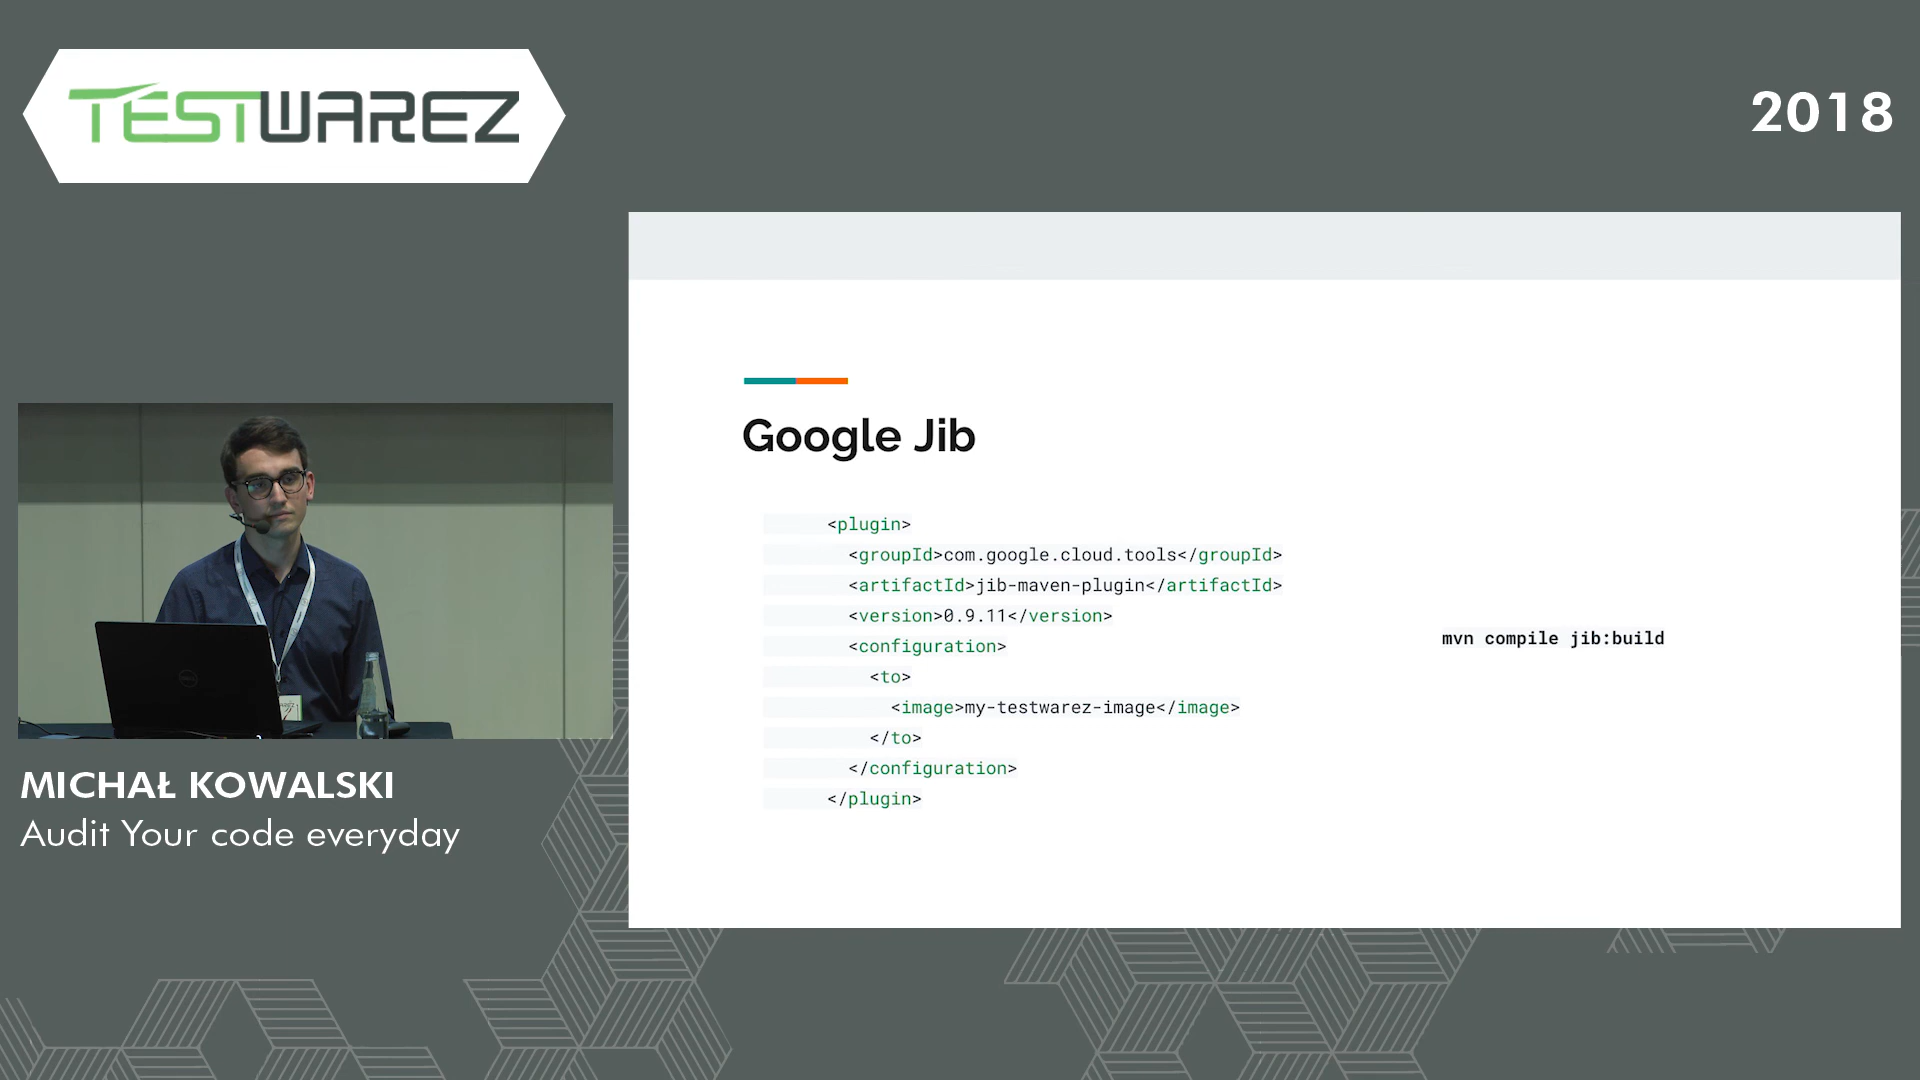 TESTWAREZ
2018
Google Jib
<plugin>
<groupId>com.google.cloud.tools</groupId>
<artifactId>jib-maven-plugin</artifactId>
<version>0.9.11</version>
<configuration>
<to>
<image>my-testwarez-image</image>
</to>
</configuration>
</plugin>
mvn compile jib:build
MICHAŁ KOWALSKI
Audit Your code everyday